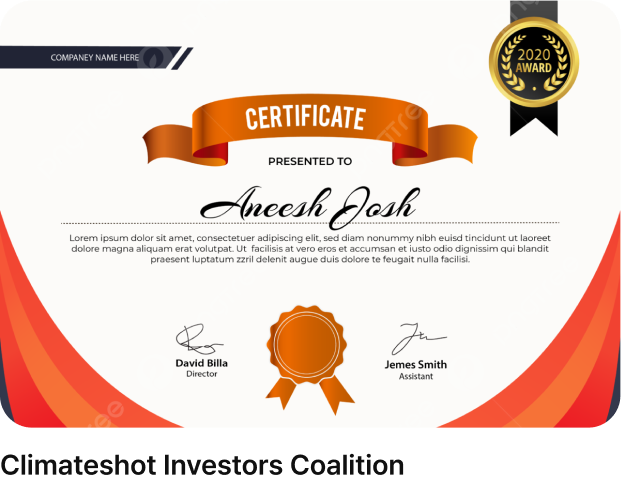 COMPANEY NAME HERE
2020
AWARD
CERTIFICATE
PRESENTED TO
Aneesh Josh
Lorem ipsum dolor sit amet, consectetuer adipiscing elit, sed diam nonummy nibh euisd tincidunt ut laoreet
dolore magna aliquam erat volutpat. Ut facilisis at vero eros et accumsan et iusto odio dignissim qui blandit
praesent luptatum zzril delenit augue duis dolore te feugait nulla facilisi.
David Billa
Director
Jemes Smith
Assistant
Climateshot Investors Coalition